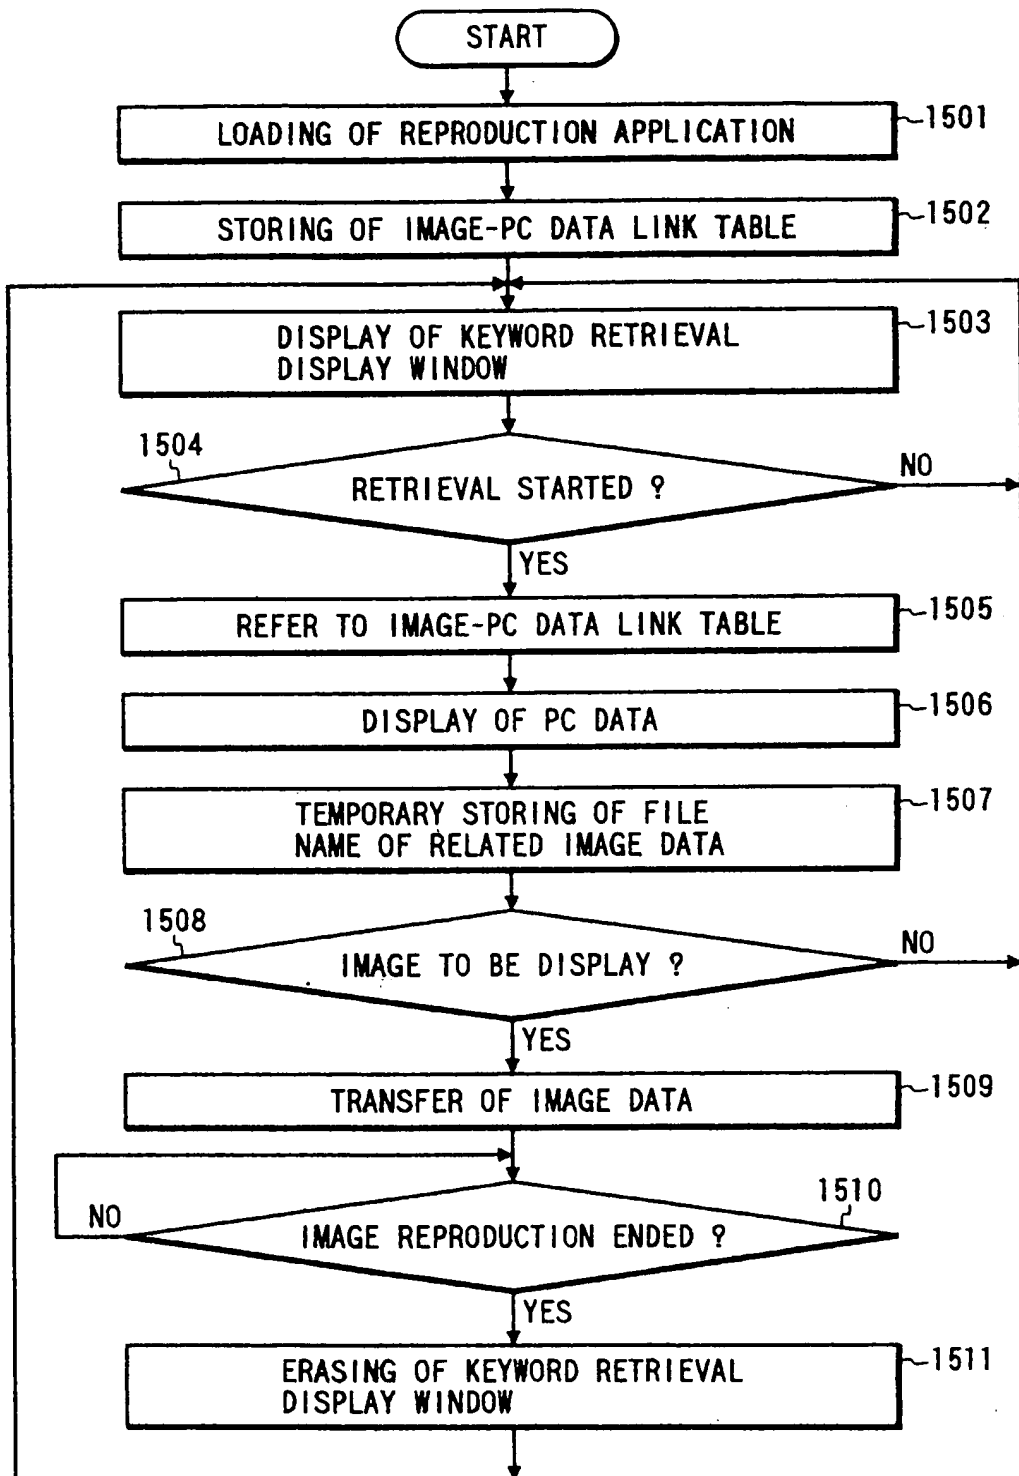 START
LOADING OF REPRODUCTION APPLICATION
1501
STORING OF IMAGE-PC DATA LINK TABLE
1502
DISPLAY OF KEYWORD RETRIEVAL
DISPLAY WINDOW
1503
1504
RETRIEVAL STARTED ?
NO
YES
REFER TO IMAGE-PC DATA LINK TABLE
1505
DISPLAY OF PC DATA
1506
TEMPORARY STORING OF FILE
NAME OF RELATED IMAGE DATA
1507
1508
IMAGE TO BE DISPLAY ?
NO
YES
TRANSFER OF IMAGE DATA
1509
1510
NO
IMAGE REPRODUCTION ENDED ?
YES
ERASING OF KEYWORD RETRIEVAL
DISPLAY WINDOW
1511